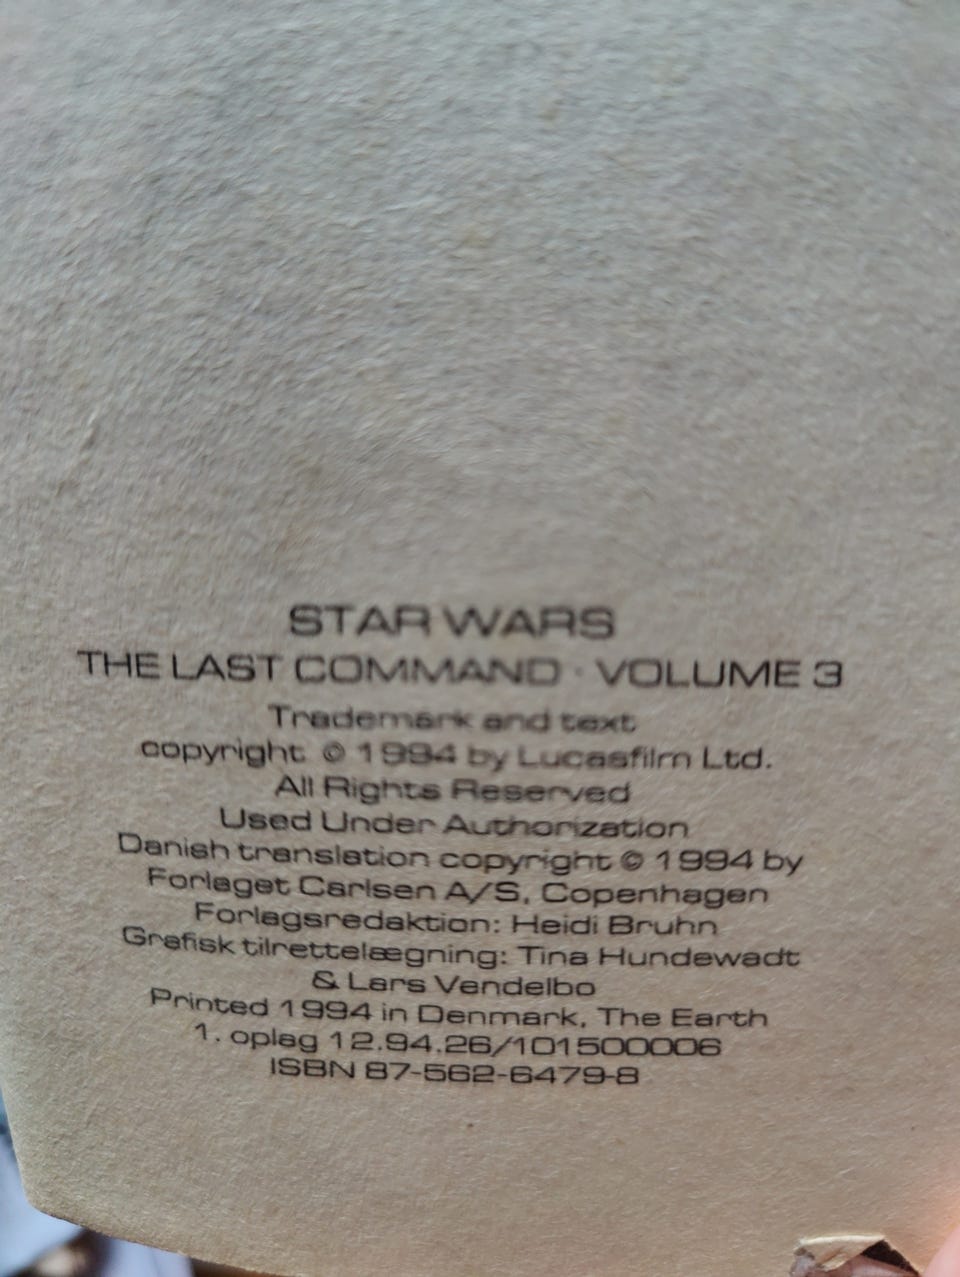 STAR WARS
THE LAST COMMAND · VOLUME 3
Trademark and text
copyright © 1994 by Lucasfilm Ltd.
All Rights Reserved
Used Under Authorization
Danish translation copyright © 1994 by
Forlaget Carlsen A/S, Copenhagen
Forlagsredaktion: Heidi Bruhn
Grafisk tilrettelægning: Tina Hundewadt
& Lars Vendelbo
Printed 1994 in Denmark, The Earth
1. oplag 12.94.26/101500006
ISBN 87-562-6479-8